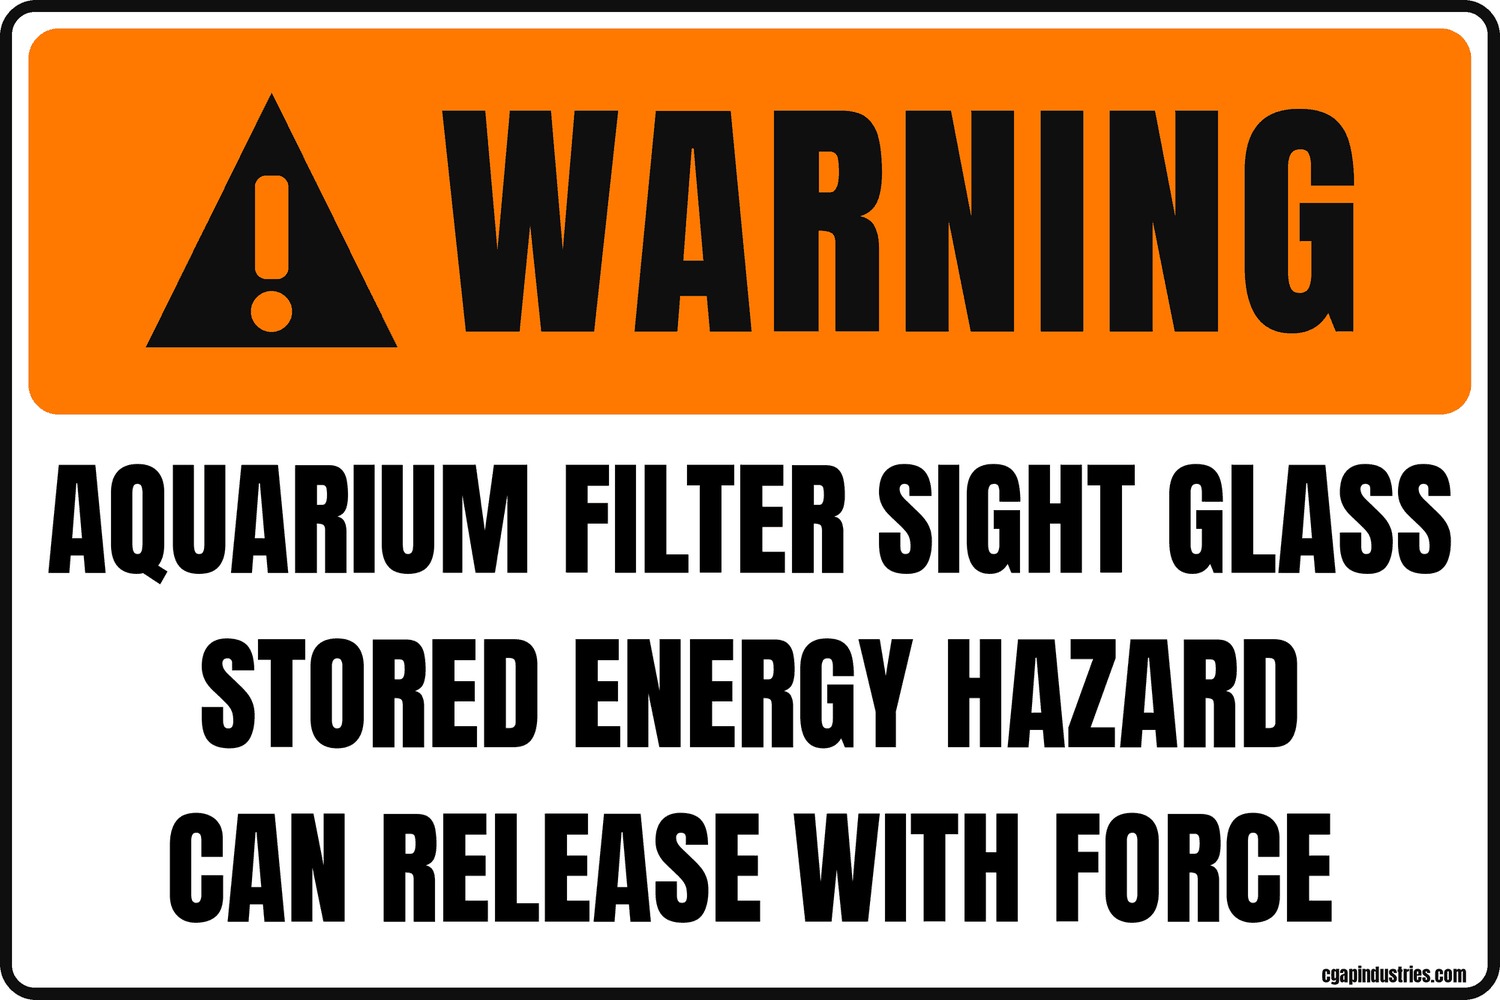 WARNING
AQUARIUM FILTER SIGHT GLASS
STORED ENERGY HAZARD
CAN RELEASE WITH FORCE
cgapindustries.com